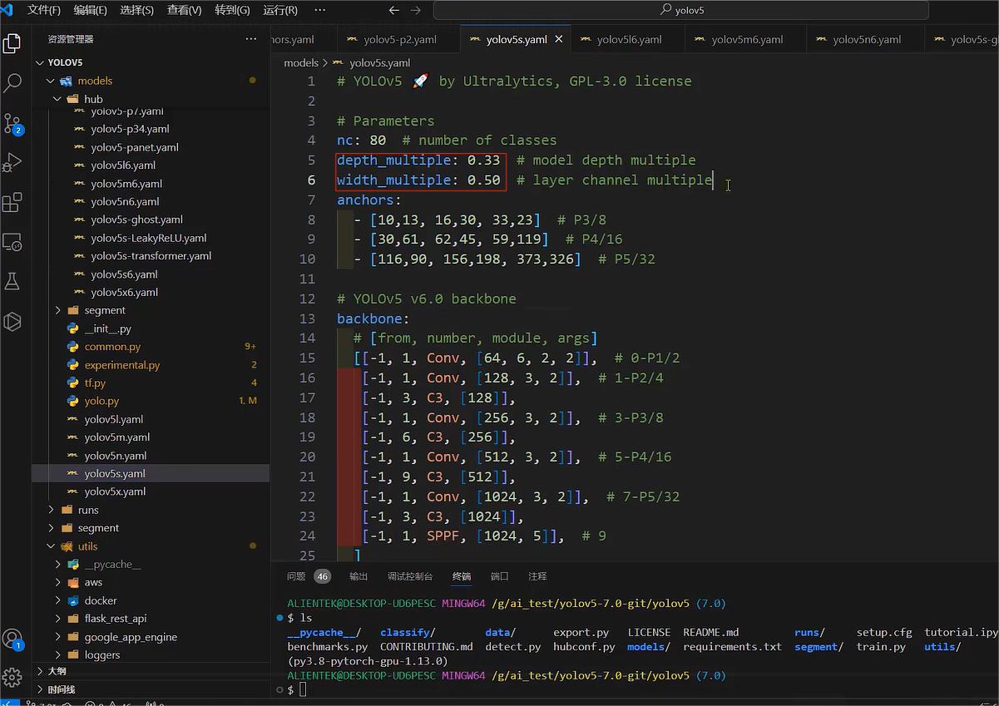 文件(F) 编辑(E) 选择(S) 查看(V) 转到(G) 运行(R) ··· yolov5
资源管理器 ···
YOLOV5
models
hub
yolov5-p7.yaml
yolov5-p34.yaml
yolov5-panet.yaml
yolov5l6.yaml
yolov5m6.yaml
yolov5n6.yaml
yolov5s-ghost.yaml
yolov5s-LeakyReLU.yaml
yolov5s-transformer.yaml
yolov5s6.yaml
yolov5x6.yaml
segment
__init__.py
common.py 9+
experimental.py 2
tf.py 4
yolo.py 1, M
yolov5l.yaml
yolov5m.yaml
yolov5n.yaml
yolov5s.yaml
yolov5x.yaml
runs
segment
utils
__pycache__
aws
docker
flask_rest_api
google_app_engine
loggers
大纲
时间线
2
1
hors.yaml yolov5-p2.yaml yolov5s.yaml yolov5l6.yaml yolov5m6.yaml yolov5n6.yaml yolov5s-gh
models > yolov5s.yaml
1 # YOLOv5 🚀 by Ultralytics, GPL-3.0 license
2
3 # Parameters
4 nc: 80 # number of classes
5 depth_multiple: 0.33 # model depth multiple
6 width_multiple: 0.50 # layer channel multiple
7 anchors:
8 - [10,13, 16,30, 33,23] # P3/8
9 - [30,61, 62,45, 59,119] # P4/16
10 - [116,90, 156,198, 373,326] # P5/32
11
12 # YOLOv5 v6.0 backbone
13 backbone:
14 # [from, number, module, args]
15 [[-1, 1, Conv, [64, 6, 2, 2]], # 0-P1/2
16 [-1, 1, Conv, [128, 3, 2]], # 1-P2/4
17 [-1, 3, C3, [128]],
18 [-1, 1, Conv, [256, 3, 2]], # 3-P3/8
19 [-1, 6, C3, [256]],
20 [-1, 1, Conv, [512, 3, 2]], # 5-P4/16
21 [-1, 9, C3, [512]],
22 [-1, 1, Conv, [1024, 3, 2]], # 7-P5/32
23 [-1, 3, C3, [1024]],
24 [-1, 1, SPPF, [1024, 5]], # 9
25 ]
问题 46 输出 调试控制台 终端 端口 注释
ALIENTEK@DESKTOP-UD6PESC MINGW64 /g/ai_test/yolov5-7.0-git/yolov5 (7.0)
$ ls
__pycache__/ classify/ data/ export.py LICENSE README.md runs/ setup.cfg tutorial.ipy
benchmarks.py CONTRIBUTING.md detect.py hubconf.py models/ requirements.txt segment/ train.py utils/
(py3.8-pytorch-gpu-1.13.0)
ALIENTEK@DESKTOP-UD6PESC MINGW64 /g/ai_test/yolov5-7.0-git/yolov5 (7.0)
$